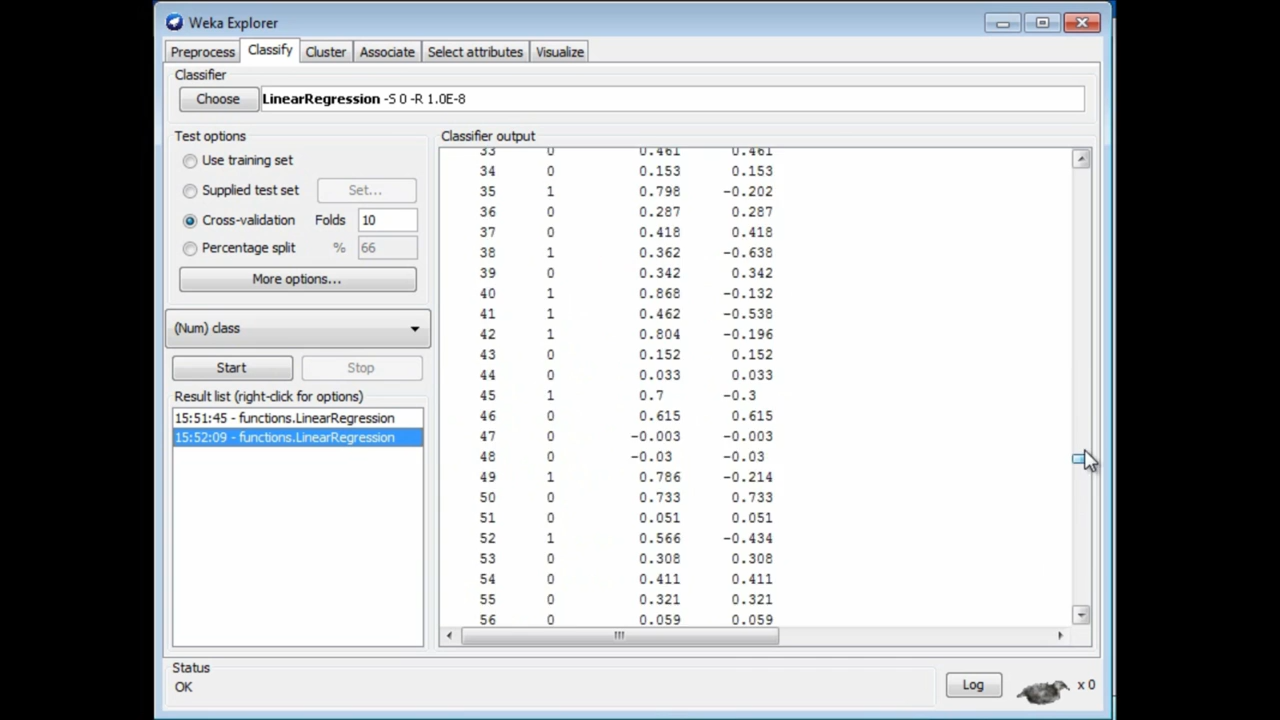 Weka Explorer
Preprocess Classify Cluster Associate Select attributes Visualize
Classifier
Choose LinearRegression -S 0 -R 1.0E-8
Test options
Use training set
Supplied test set Set...
Cross-validation Folds 10
Percentage split % 66
More options...
(Num) class
Start Stop
Result list (right-click for options)
15:51:45 - functions.LinearRegression
15:52:09 - functions.LinearRegression
Classifier output
33 0 0.461 0.461
34 0 0.153 0.153
35 1 0.798 -0.202
36 0 0.287 0.287
37 0 0.418 0.418
38 1 0.362 -0.638
39 0 0.342 0.342
40 1 0.868 -0.132
41 1 0.462 -0.538
42 1 0.804 -0.196
43 0 0.152 0.152
44 0 0.033 0.033
45 1 0.7 -0.3
46 0 0.615 0.615
47 0 -0.003 -0.003
48 0 -0.03 -0.03
49 1 0.786 -0.214
50 0 0.733 0.733
51 0 0.051 0.051
52 1 0.566 -0.434
53 0 0.308 0.308
54 0 0.411 0.411
55 0 0.321 0.321
56 0 0.059 0.059
Status
OK
Log x 0